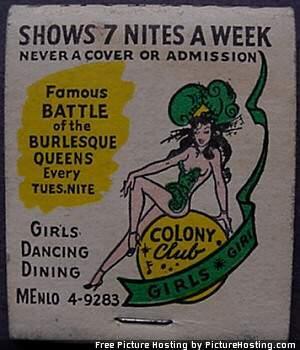 SHOWS 7 NITES A WEEK
NEVER A COVER OR ADMISSION
Famous
BATTLE
of the
BURLESQUE
QUEENS
Every
TUES. NITE
GIRLS
DANCING
DINING
MENLO 4-9283
COLONY
Club
GIRLS * GIRL
Free Picture Hosting by PictureHosting.com